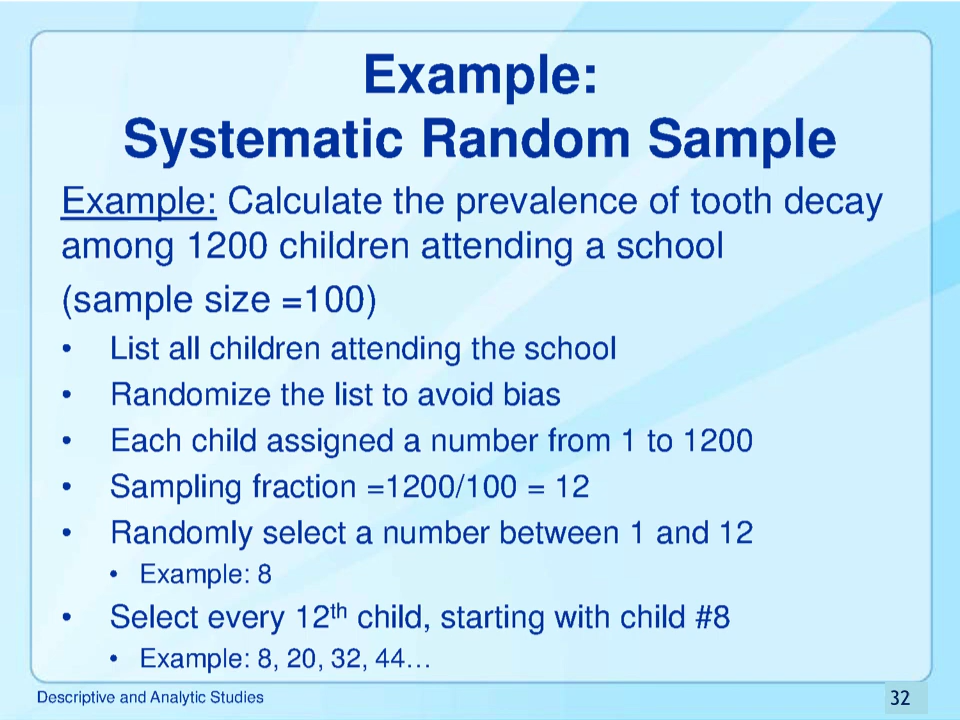 Example:
Systematic Random Sample
Example: Calculate the prevalence of tooth decay
among 1200 children attending a school
(sample size =100)
• List all children attending the school
• Randomize the list to avoid bias
• Each child assigned a number from 1 to 1200
• Sampling fraction =1200/100 = 12
• Randomly select a number between 1 and 12
• Example: 8
• Select every 12th child, starting with child #8
• Example: 8, 20, 32, 44…
Descriptive and Analytic Studies
32